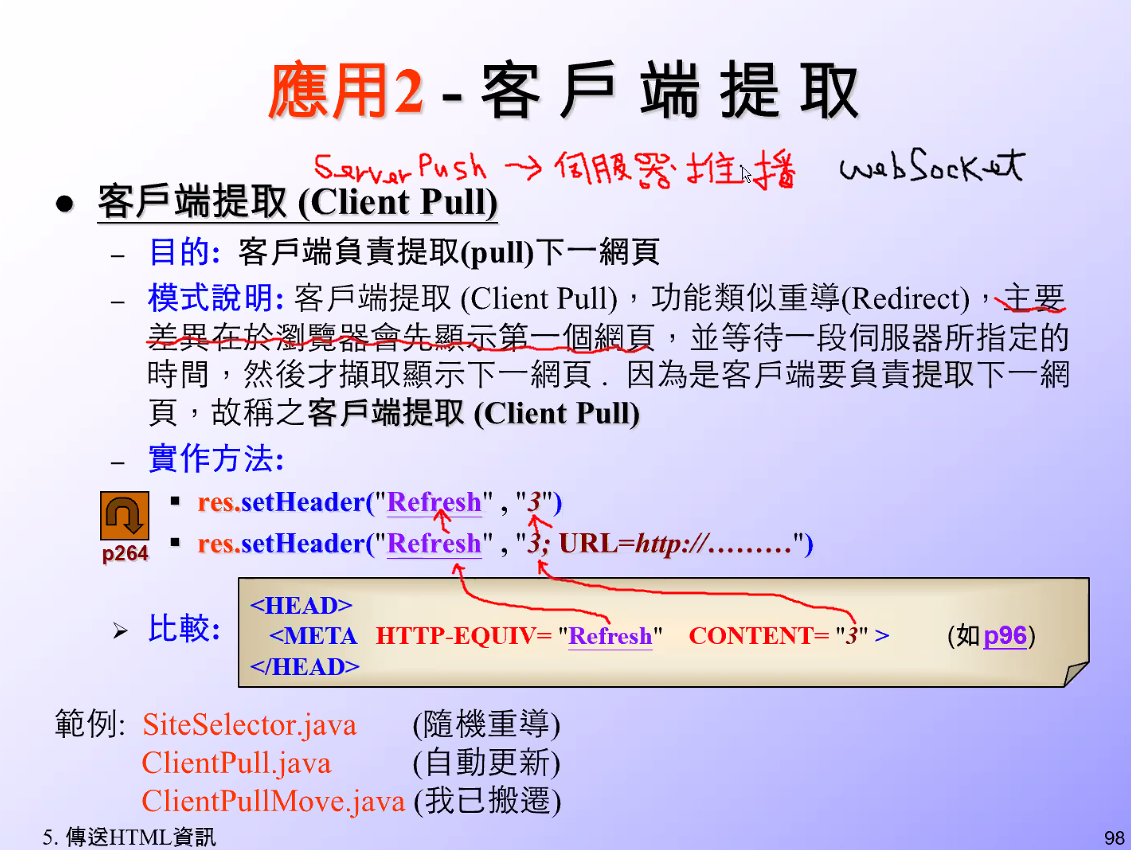 應用2 - 客 戶 端 提 取
Server Push → 伺服器推播 WebSocket
● 客戶端提取 (Client Pull)
– 目的: 客戶端負責提取(pull)下一網頁
– 模式說明: 客戶端提取 (Client Pull)，功能類似重導(Redirect)，主要
差異在於瀏覽器會先顯示第一個網頁，並等待一段伺服器所指定的
時間，然後才擷取顯示下一網頁 . 因為是客戶端要負責提取下一網
頁，故稱之客戶端提取 (Client Pull)
– 實作方法:
▪ res.setHeader("Refresh" , "3")
p264
▪ res.setHeader("Refresh" , "3; URL=http://………")
➢ 比較:
<HEAD>
<META HTTP-EQUIV= "Refresh" CONTENT= "3" > (如p96)
</HEAD>
範例: SiteSelector.java (隨機重導)
ClientPull.java (自動更新)
ClientPullMove.java (我已搬遷)
5. 傳送HTML資訊
98